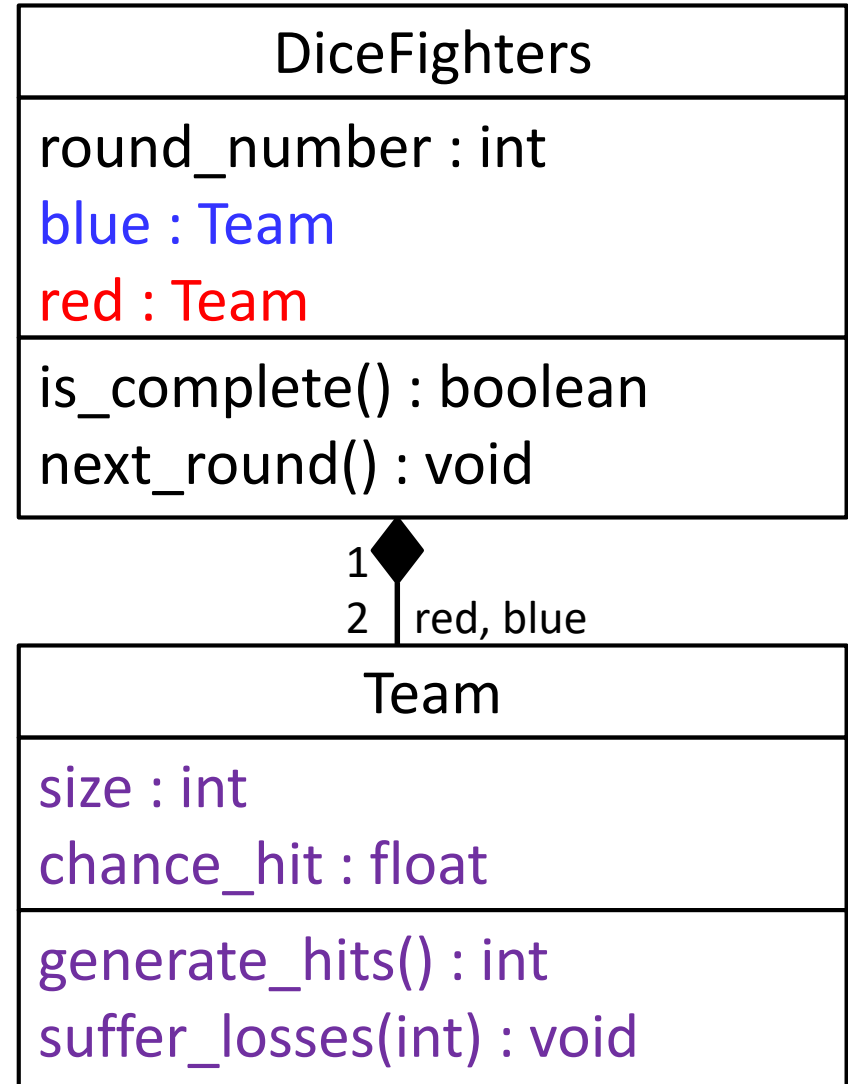 DiceFighters
round_number : int
blue : Team
red : Team
is_complete() : boolean
next_round() : void
1
2 red, blue
Team
size : int
chance_hit : float
generate_hits() : int
suffer_losses(int) : void